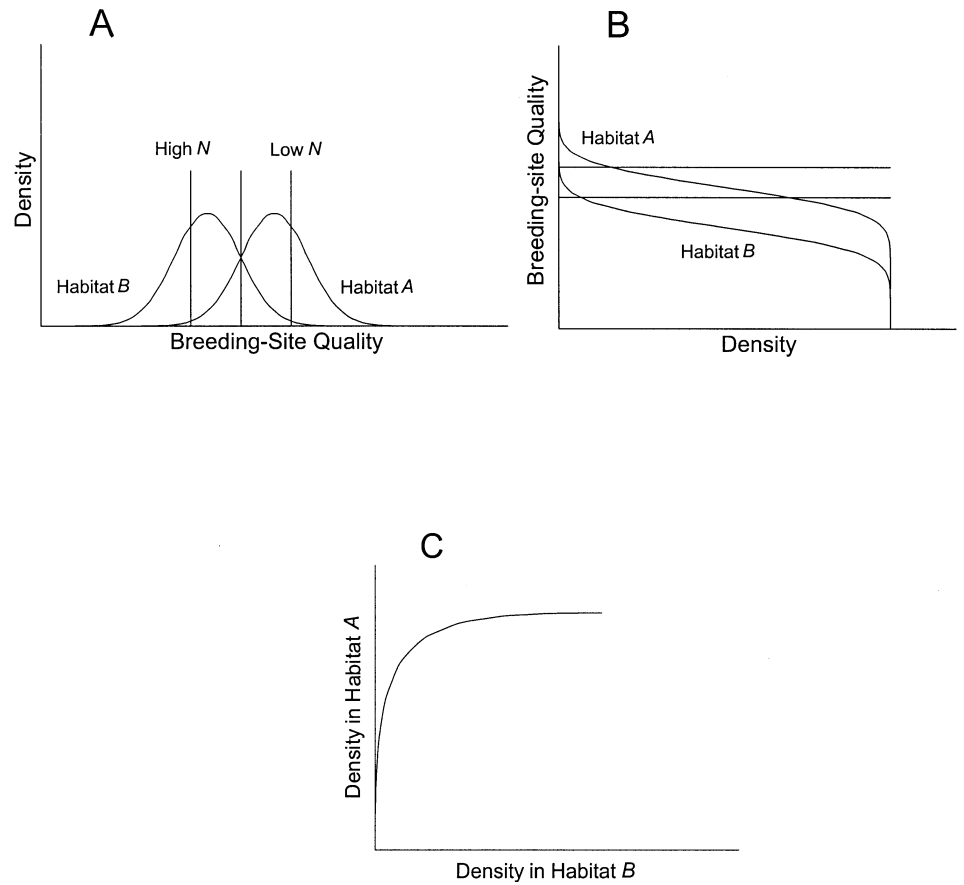 A
Density
High N
Low N
Habitat B
Habitat A
Breeding-Site Quality
B
Breeding-site Quality
Habitat A
Habitat B
Density
C
Density in Habitat A
Density in Habitat B